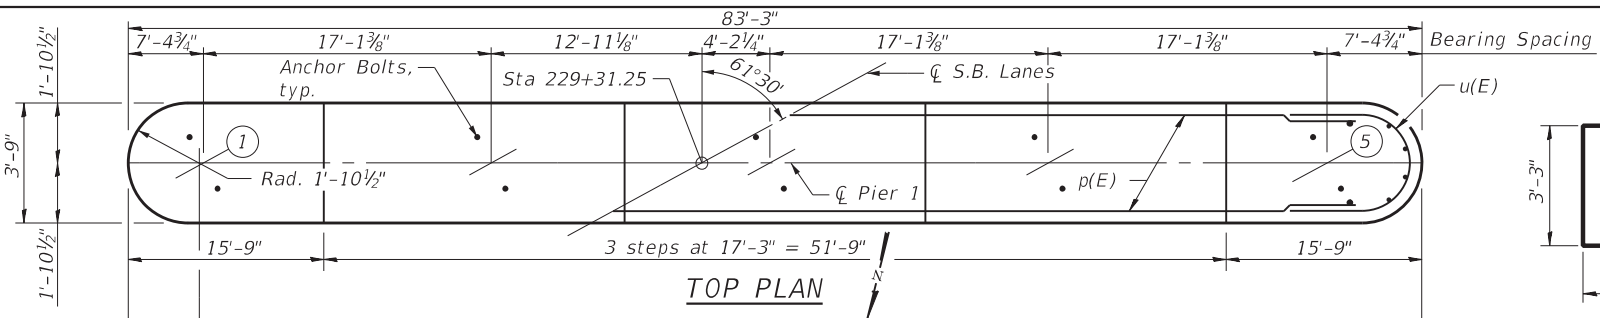 83'-3"
7'-4¾" 17'-1⅜" 12'-11⅛" 4'-2¼" 17'-1⅜" 17'-1⅜" 7'-4¾" Bearing Spacing
1'-10½"
Anchor Bolts,
typ.
Sta 229+31.25
61°30'
℄ S.B. Lanes
u(E)
1
5
3'-9"
3'-3"
Rad. 1'-10½"
℄ Pier 1
p(E)
1'-10½"
15'-9" 3 steps at 17'-3" = 51'-9" 15'-9"
N
TOP PLAN